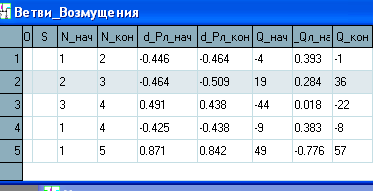 Ветви_Возмущения
0 S N_нач N_кон d_Рл_нач d_Рл_кон Q_нач _Qл_на Q_кон
1 1 2 -0.446 -0.464 -4 0.393 -1
2 2 3 -0.464 -0.509 19 0.284 36
3 3 4 0.491 0.438 -44 0.018 -22
4 1 4 -0.425 -0.438 -9 0.383 -8
5 1 5 0.871 0.842 49 -0.776 57